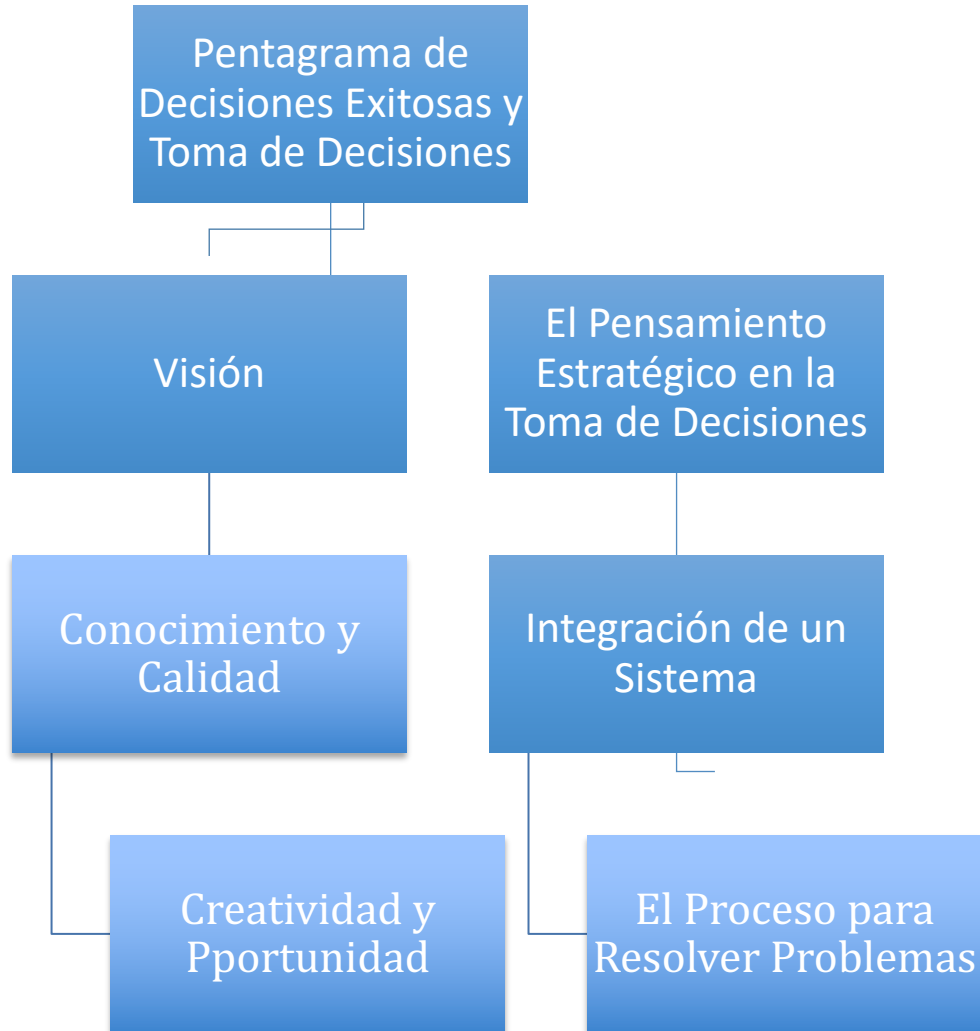 Pentagrama de
Decisiones Exitosas y
Toma de Decisiones
Visión
El Pensamiento
Estratégico en la
Toma de Decisiones
Conocimiento y
Calidad
Integración de un
Sistema
Creatividad y
Pportunidad
El Proceso para
Resolver Problemas